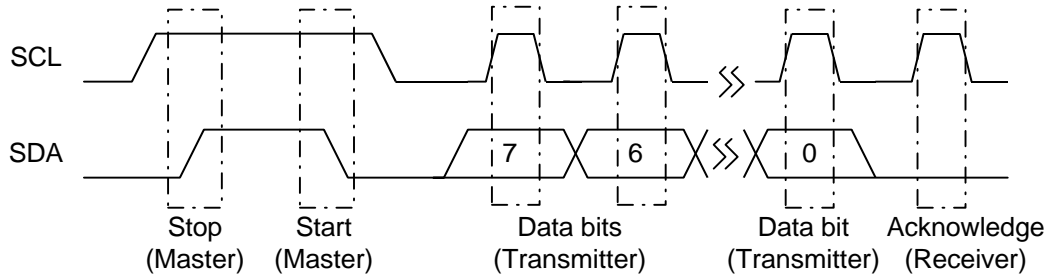 SCL
SDA
7 6 0
Stop Start Data bits Data bit Acknowledge
(Master) (Master) (Transmitter) (Transmitter) (Receiver)